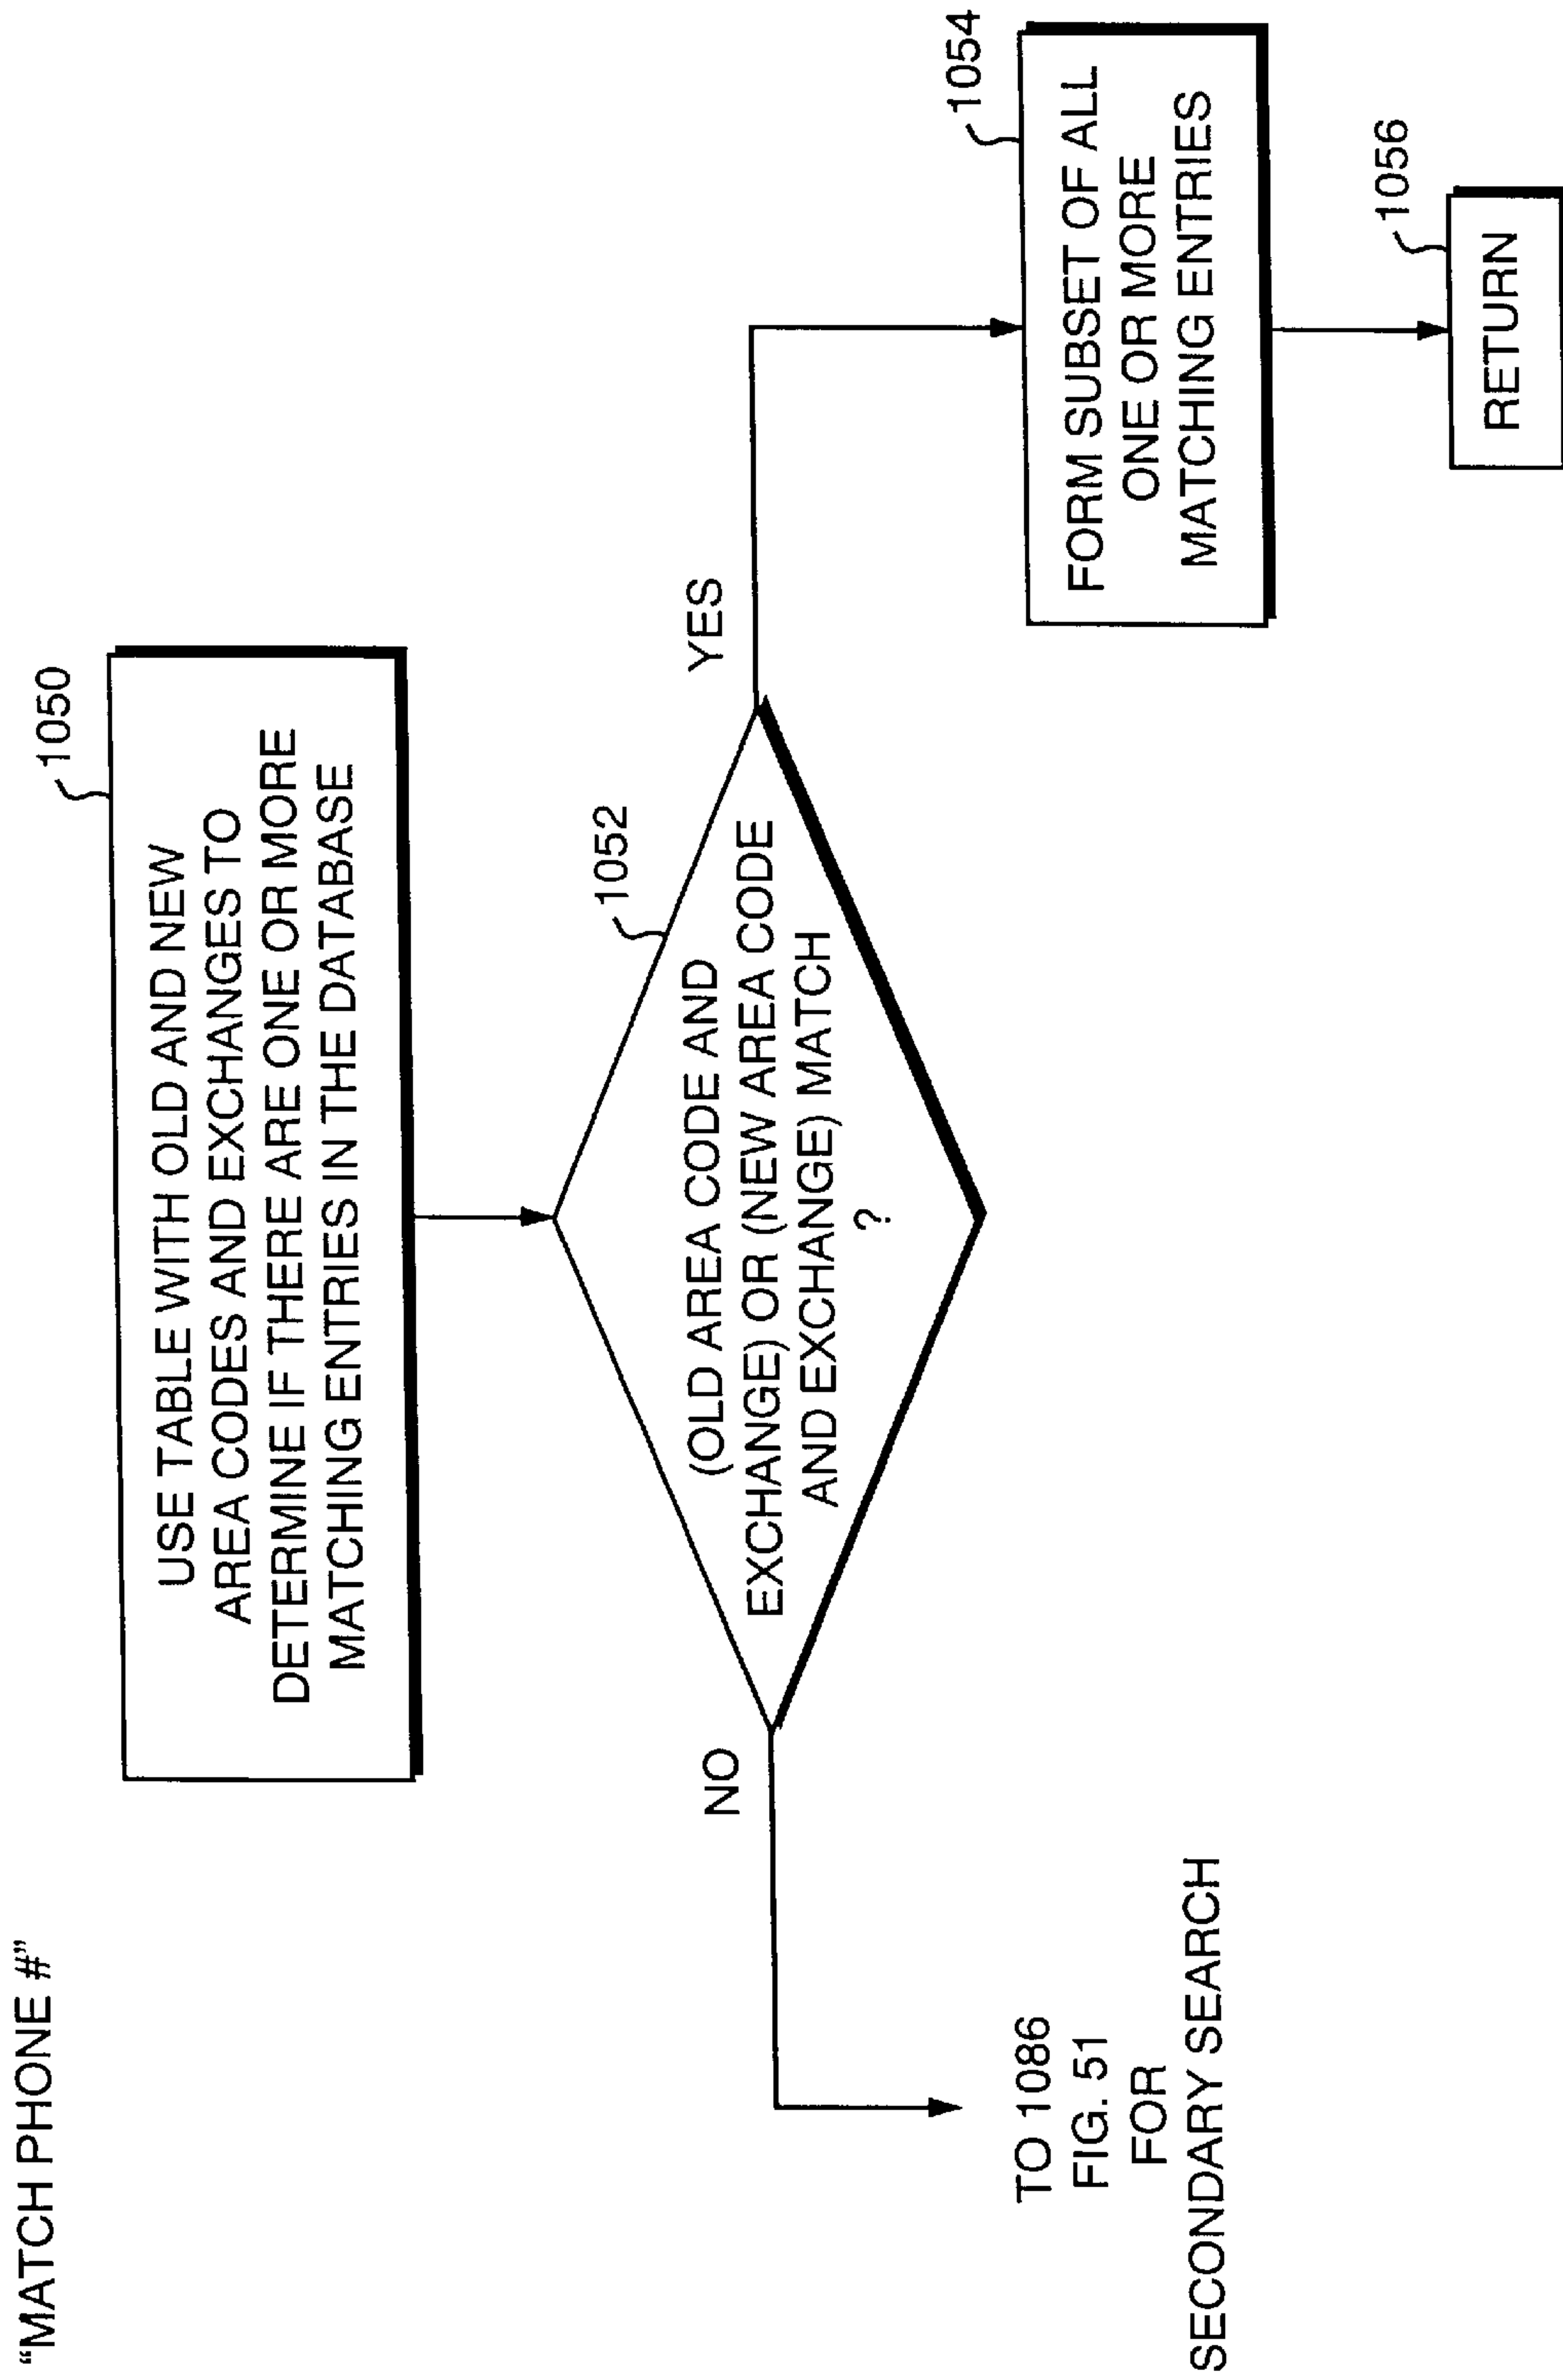 “MATCH PHONE #”
1050
USE TABLE WITH OLD AND NEW
AREA CODES AND EXCHANGES TO
DETERMINE IF THERE ARE ONE OR MORE
MATCHING ENTRIES IN THE DATABASE
1052
(OLD AREA CODE AND
EXCHANGE) OR (NEW AREA CODE
AND EXCHANGE) MATCH
?
NO
YES
TO 1086
FIG. 51
FOR
SECONDARY SEARCH
1054
FORM SUBSET OF ALL
ONE OR MORE
MATCHING ENTRIES
1056
RETURN